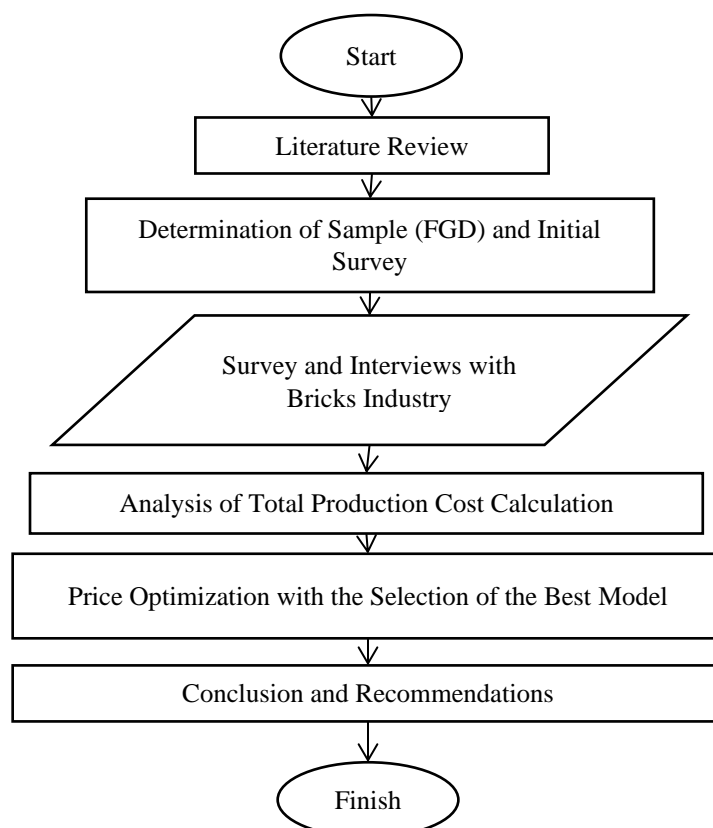 Start
Literature Review
Determination of Sample (FGD) and Initial
Survey
Survey and Interviews with
Bricks Industry
Analysis of Total Production Cost Calculation
Price Optimization with the Selection of the Best Model
Conclusion and Recommendations
Finish